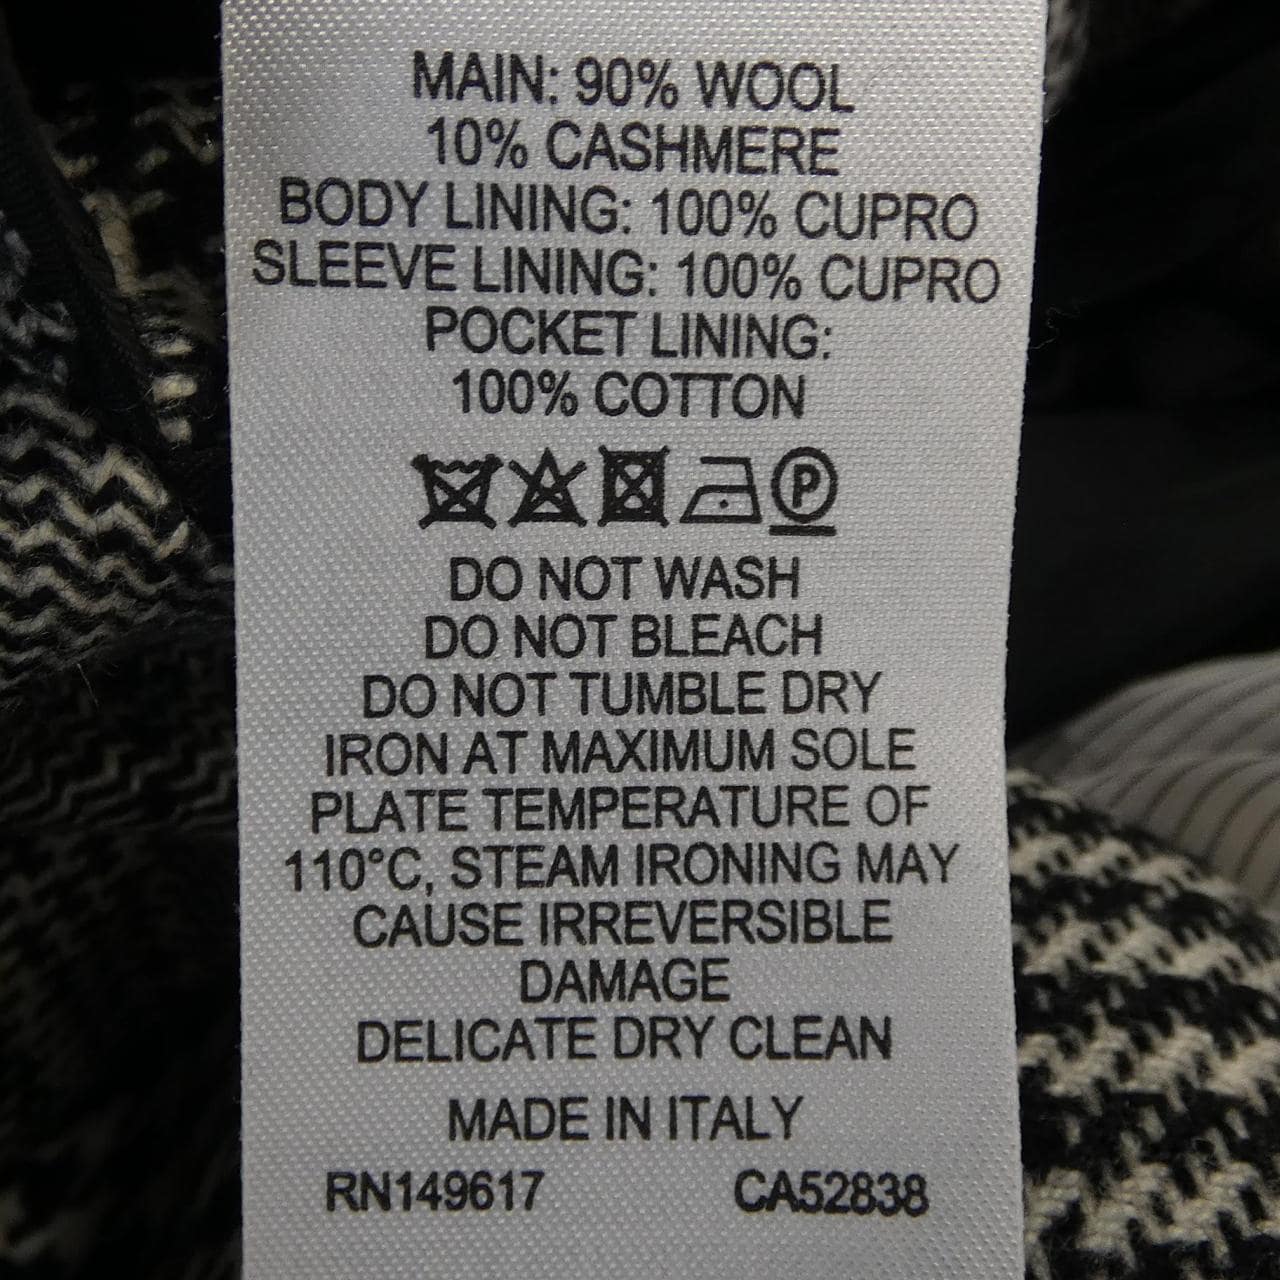 MAIN: 90% WOOL
10% CASHMERE
BODY LINING: 100% CUPRO
SLEEVE LINING: 100% CUPRO
POCKET LINING:
100% COTTON
P
DO NOT WASH
DO NOT BLEACH
DO NOT TUMBLE DRY
IRON AT MAXIMUM SOLE
PLATE TEMPERATURE OF
110°C, STEAM IRONING MAY
CAUSE IRREVERSIBLE
DAMAGE
DELICATE DRY CLEAN
MADE IN ITALY
RN149617 CA52838